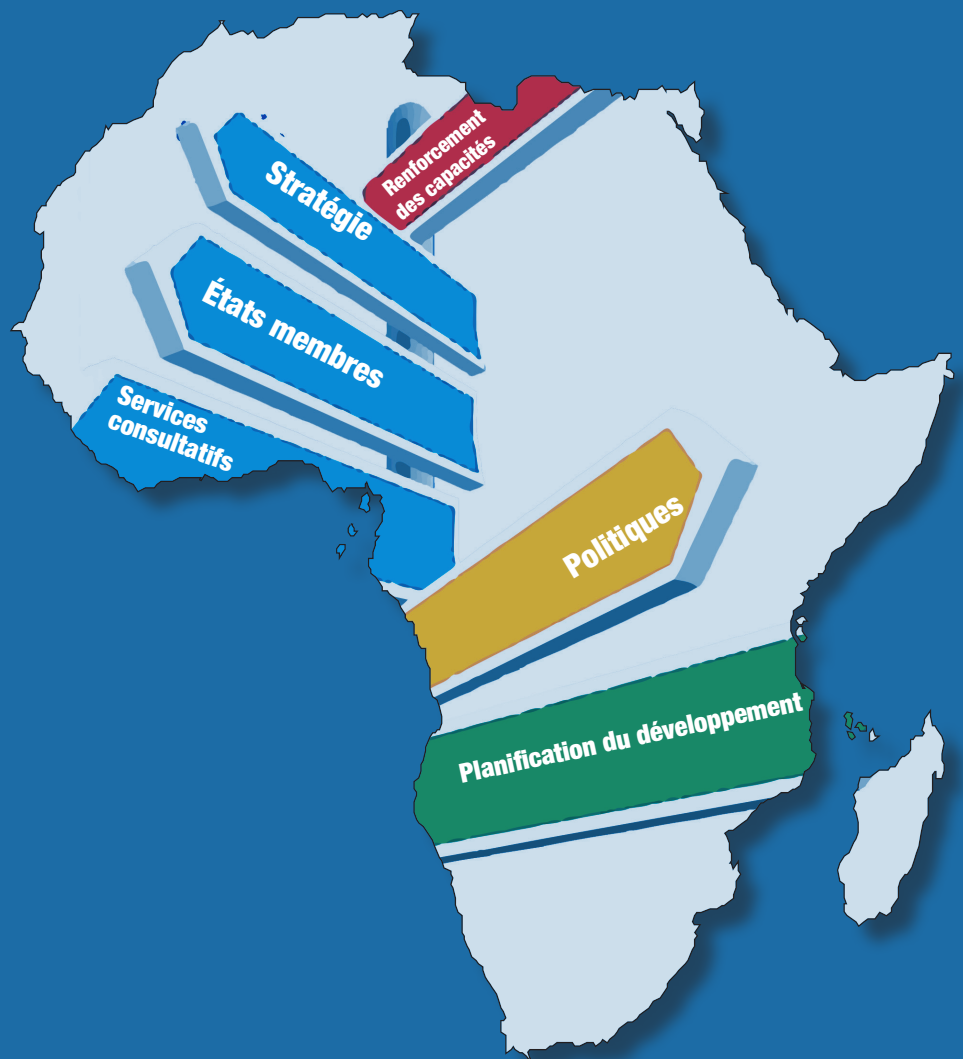 Renforcement
des capacités
Stratégie
États membres
Services
consultatifs
Politiques
Planification du développement